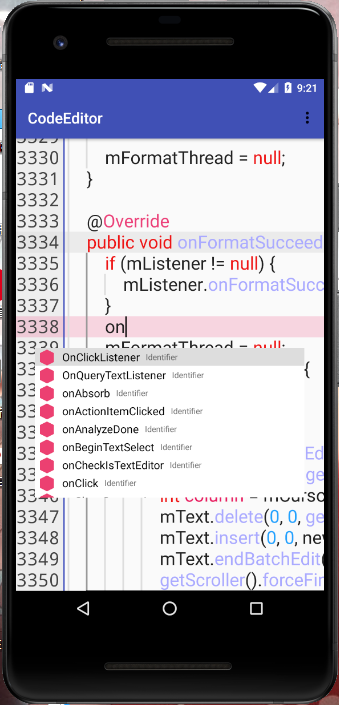 9:21
CodeEditor
3329
3330 mFormatThread = null;
3331 }
3332
3333 @Override
3334 public void onFormatSucceed
3335 if (mListener != null) {
3336 mListener.onFormatSucc
3337 }
3338 on
mFormatThread = null;
{
OnClickListener Identifier
OnQueryTextListener Identifier
onAbsorb Identifier
onActionItemClicked Identifier
onAnalyzeDone Identifier
onBeginTextSelect Identifier
onCheckIsTextEditor Identifier
onClick Identifier
int column = mCurso
3347 mText.delete(0, 0, ge
3348 mText.insert(0, 0, nev
3349 mText.endBatchEdit(
3350 getScroller().forceFin